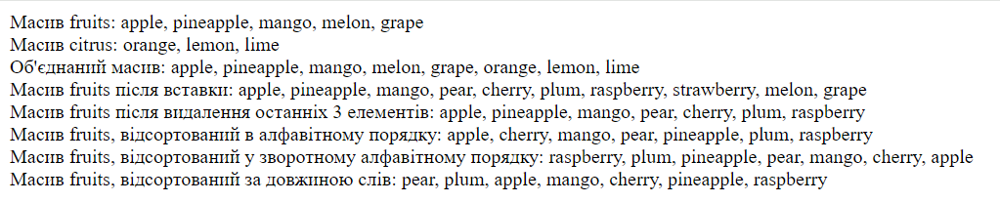 Масив fruits: apple, pineapple, mango, melon, grape
Масив citrus: orange, lemon, lime
Об'єднаний масив: apple, pineapple, mango, melon, grape, orange, lemon, lime
Масив fruits після вставки: apple, pineapple, mango, pear, cherry, plum, raspberry, strawberry, melon, grape
Масив fruits після видалення останніх 3 елементів: apple, pineapple, mango, pear, cherry, plum, raspberry
Масив fruits, відсортований в алфавітному порядку: apple, cherry, mango, pear, pineapple, plum, raspberry
Масив fruits, відсортований у зворотному алфавітному порядку: raspberry, plum, pineapple, pear, mango, cherry, apple
Масив fruits, відсортований за довжиною слів: pear, plum, apple, mango, cherry, pineapple, raspberry